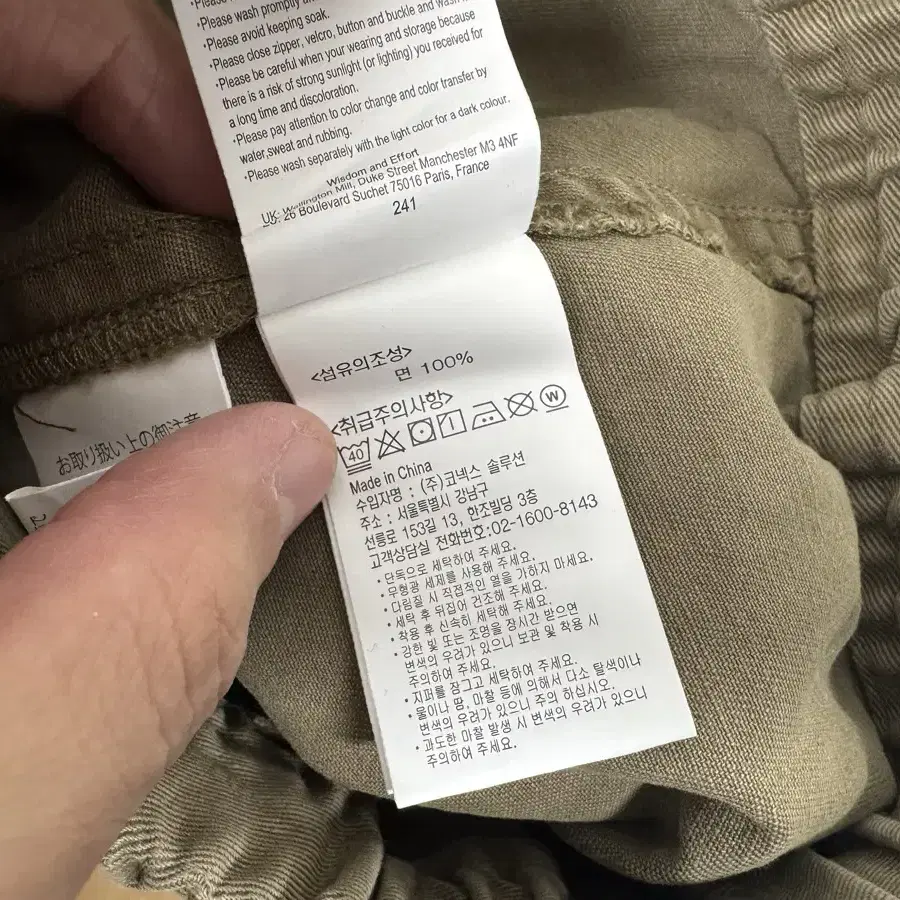 ·Please wash promptly
·Please avoid keeping soak.
·Please close zipper, velcro, button and buckle and wash
·Please be careful when your wearing and storage because
there is a risk of strong sunlight (or lighting) you received for
a long time and discoloration.
·Please pay attention to color change and color transfer by
water,sweat and rubbing.
·Please wash separately with the light color for a dark colour.
Wisdom and Effort
UK: Wellington Mill, Duke Street Manchester M3 4NF
26 Boulevard Suchet 75016 Paris, France
241
<섬유의조성>
면 100%
<취급주의사항>
40 W
Made in China
수입자명 : (주)코넥스 솔루션
주소 : 서울특별시 강남구
선릉로 153길 13, 한조빌딩 3층
고객상담실 전화번호:02-1600-8143
• 단독으로 세탁하여 주세요.
• 무형광 세제를 사용해 주세요.
• 다림질 시 직접적인 열을 가하지 마세요.
• 세탁 후 뒤집어 건조해 주세요.
• 착용 후 신속히 세탁해 주세요.
• 강한 빛 또는 조명을 장시간 받으면
변색의 우려가 있으니 보관 및 착용 시
주의하여 주세요.
• 지퍼를 잠그고 세탁하여 주세요.
• 물이나 땀, 마찰 등에 의해서 다소 탈색이나
변색의 우려가 있으니 주의 하십시오.
• 과도한 마찰 발생 시 변색의 우려가 있으니
주의하여 주세요.
お取り扱い上の御注意